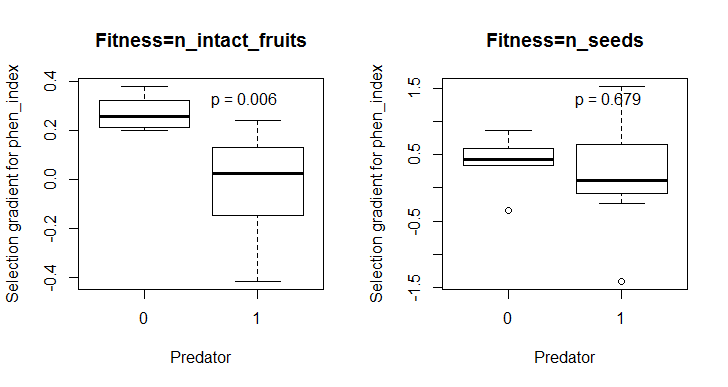 Fitness=n_intact_fruits
Selection gradient for phen_index
0.4
0.2
0.0
-0.2
-0.4
p = 0.006
0 1
Predator
Fitness=n_seeds
Selection gradient for phen_index
1.5
0.5
-0.5
-1.5
p = 0.679
0 1
Predator